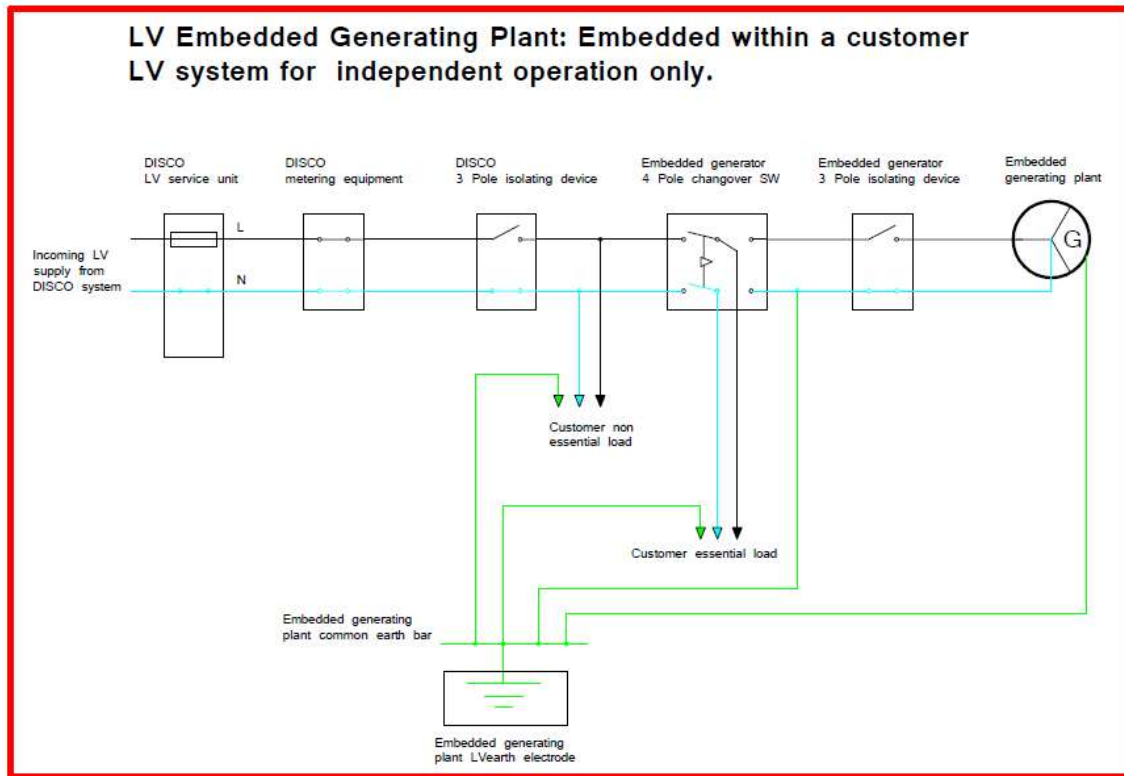 LV Embedded Generating Plant: Embedded within a customer
LV system for independent operation only.
DISCO
LV service unit
DISCO
metering equipment
DISCO
3 Pole isolating device
Embedded generator
4 Pole changover SW
Embedded generator
3 Pole isolating device
Embedded
generating plant
L
G
Incoming LV
supply from
DISCO system
N
Customer non
essential load
Customer essential load
Embedded generating
plant common earth bar
Embedded generating
plant LVearth electrode